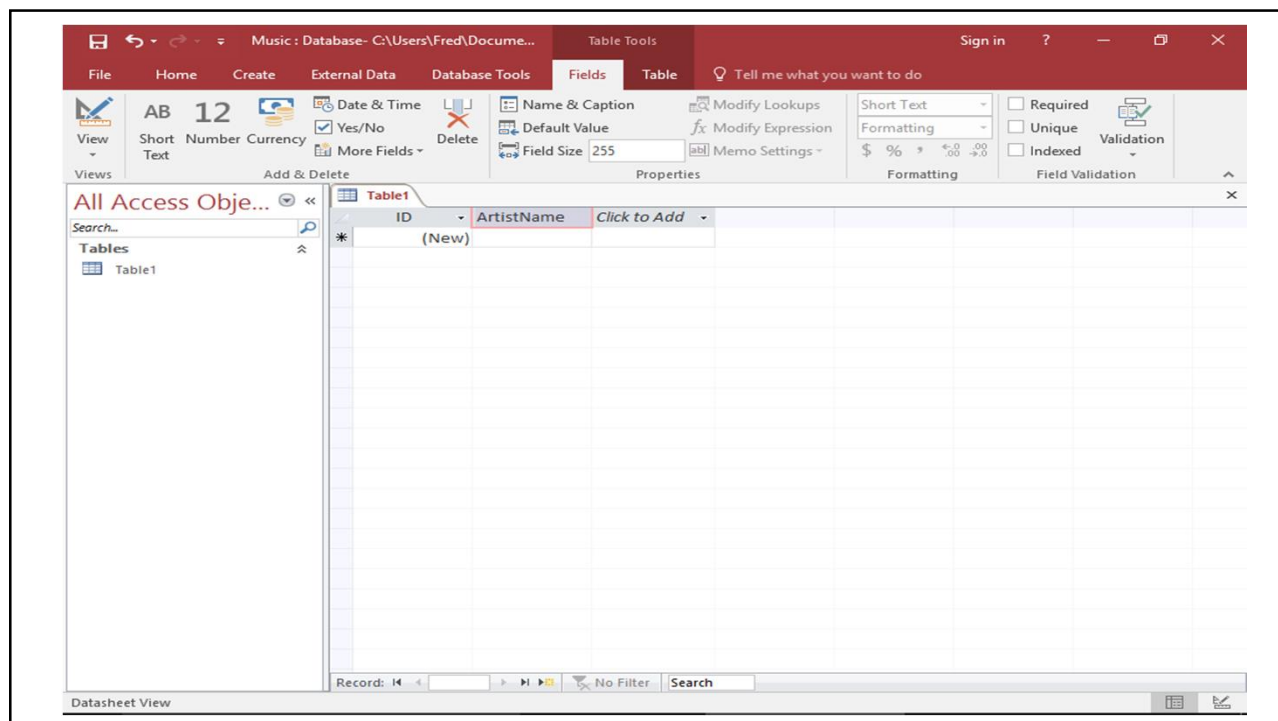 Music : Database- C:\Users\Fred\Docume... Table Tools Sign in ?
File Home Create External Data Database Tools Fields Table Tell me what you want to do
View
Views
AB
Short
Text
12
Number
Currency
Date & Time
Yes/No
More Fields
Delete
Add & Delete
Name & Caption
Default Value
Field Size 255
Modify Lookups
fx Modify Expression
abl Memo Settings
Properties
Short Text
Formatting
$ % , .00 .00
Formatting
Required
Unique
Indexed
Validation
Field Validation
All Access Obje... «
Search...
Tables
Table1
Table1
ID ArtistName Click to Add
* (New)
Record: No Filter Search
Datasheet View